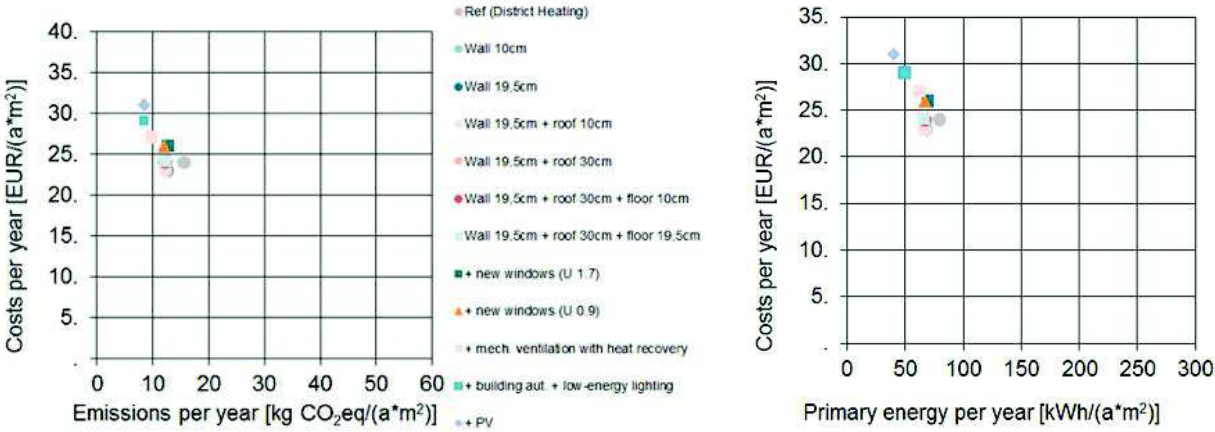 Costs per year [EUR/(a*m²)]
40.
35.
30.
25.
20.
15.
10.
5.
.
0 10 20 30 40 50 60
Emissions per year [kg CO₂eq/(a*m²)]
Ref (District Heating)
Wall 10cm
Wall 19,5cm
Wall 19,5cm + roof 10cm
Wall 19,5cm + roof 30cm
Wall 19,5cm + roof 30cm + floor 10cm
Wall 19,5cm + roof 30cm + floor 19,5cm
+ new windows (U 1.7)
+ new windows (U 0.9)
+ mech. ventilation with heat recovery
+ building aut. + low-energy lighting
+ PV
Costs per year [EUR/(a*m²)]
35.
30.
25.
20.
15.
10.
5.
.
0 50 100 150 200 250 300
Primary energy per year [kWh/(a*m²)]